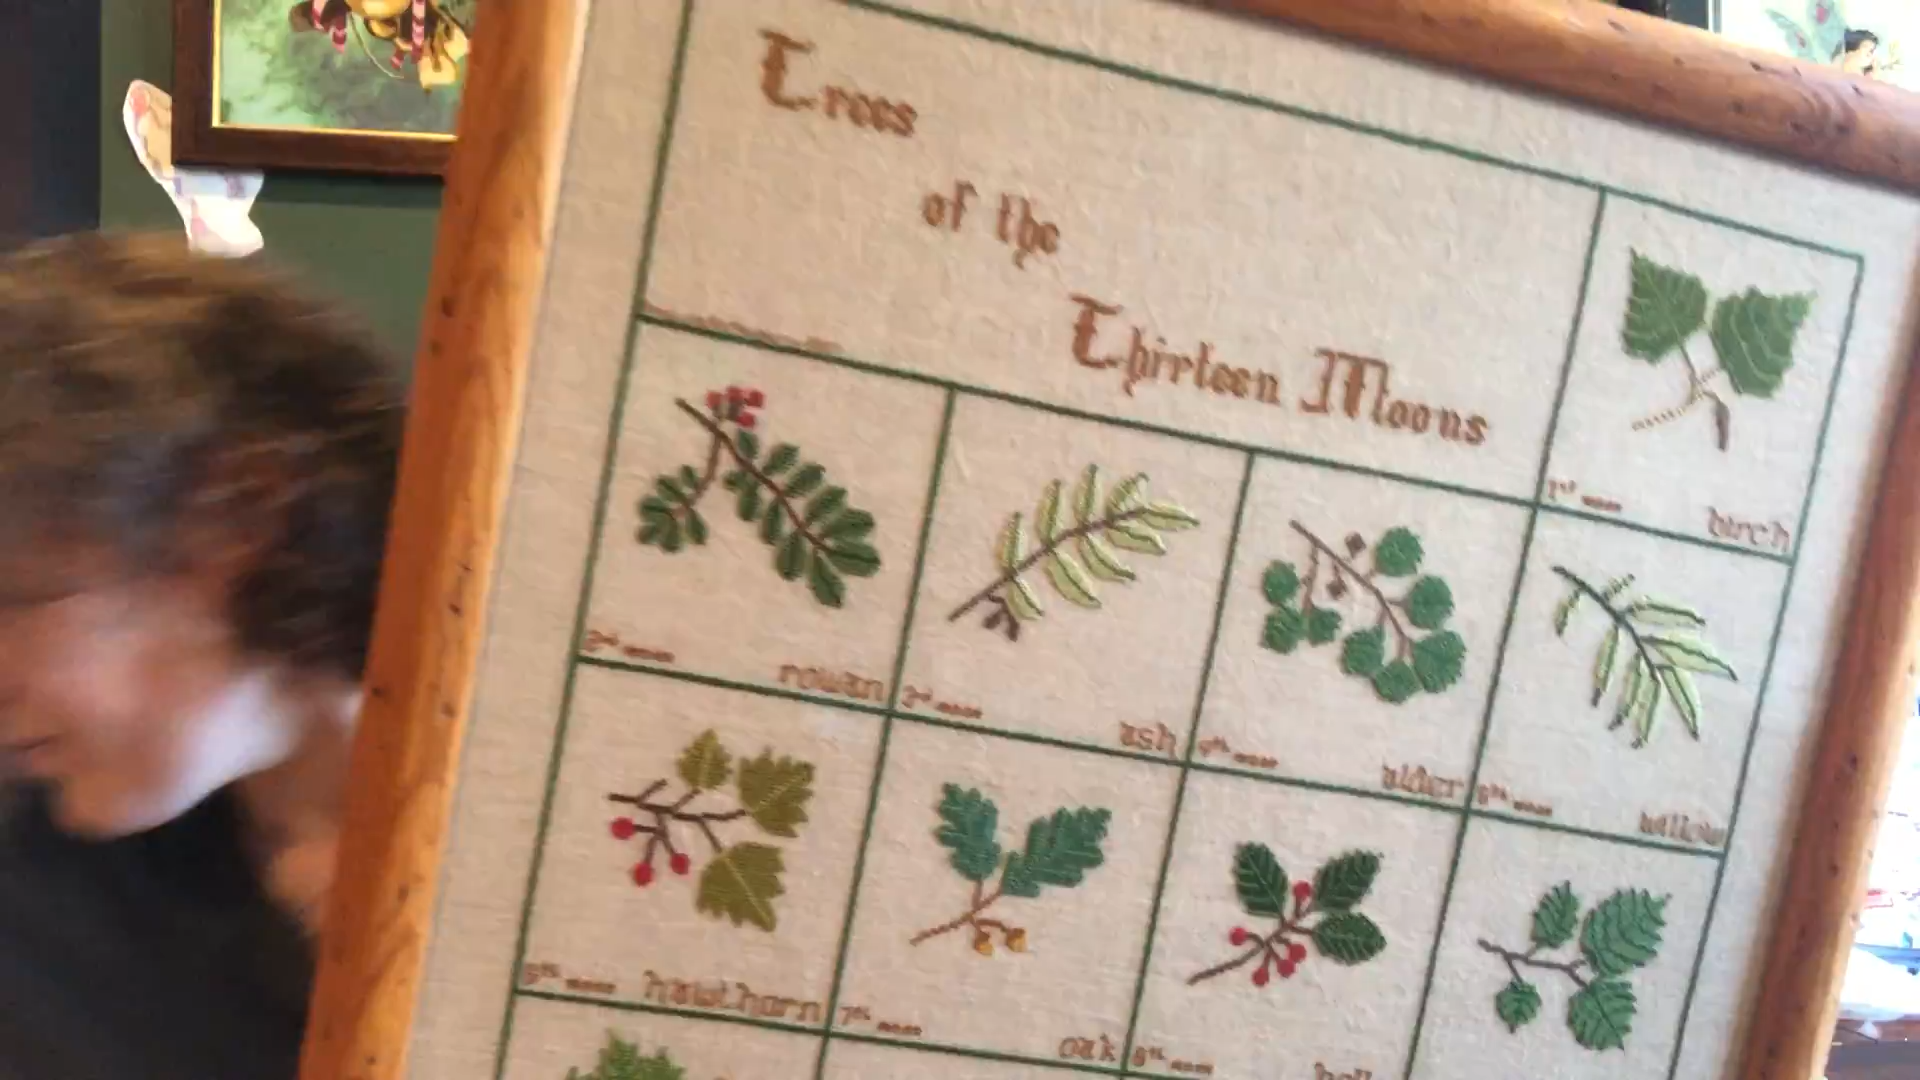 Trees
of the
Thirteen Moons
1st moon birch
2nd moon rowan
3rd moon ash
4th moon alder
5th moon willow
moon hawthorn
7th moon oak
8th moon